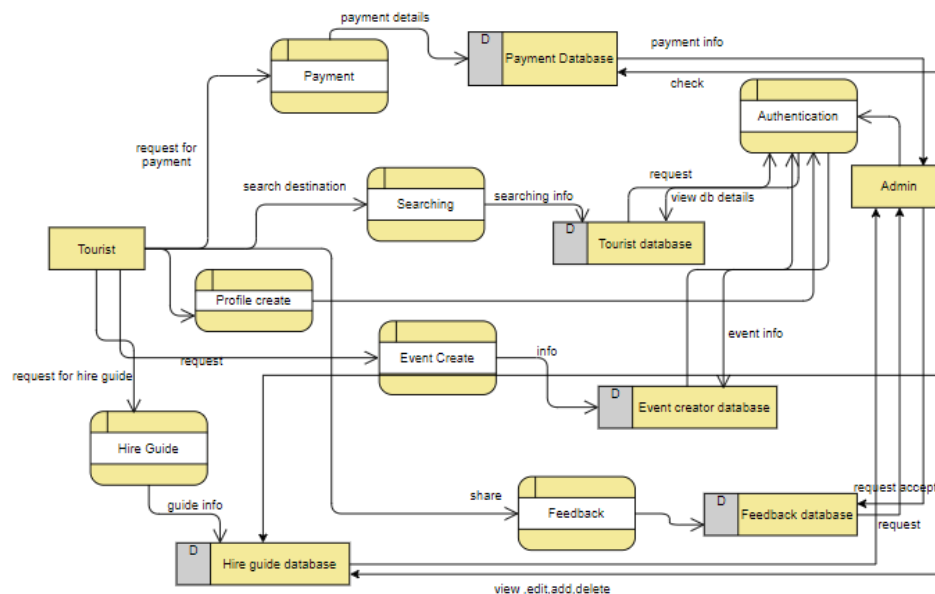 payment details
D
Payment Database
payment info
check
Payment
Authentication
request for
payment
search destination
Searching
searching info
request
view db details
Admin
D
Tourist database
Tourist
Profile create
request
Event Create
info
event info
request for hire guide
D
Event creator database
Hire Guide
guide info
share
Feedback
D
Feedback database
request accept
request
D
Hire guide database
view ,edit,add,delete